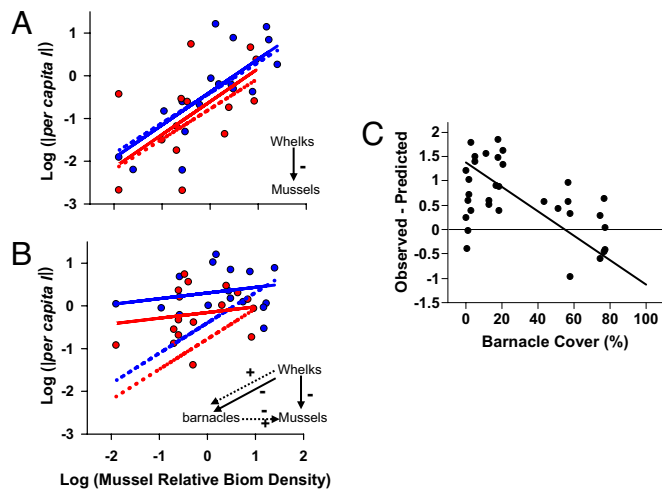 A
Log (|per capita I|)
1
0
-1
-2
-3
Whelks
-
Mussels
B
Log (|per capita I|)
1
0
-1
-2
-3
+
Whelks
-
-
-
barnacles
Mussels
+
-2 -1 0 1 2
Log (Mussel Relative Biom Density)
C
Observed - Predicted
2
1.5
1
0.5
0
-0.5
-1
-1.5
0 20 40 60 80 100
Barnacle Cover (%)